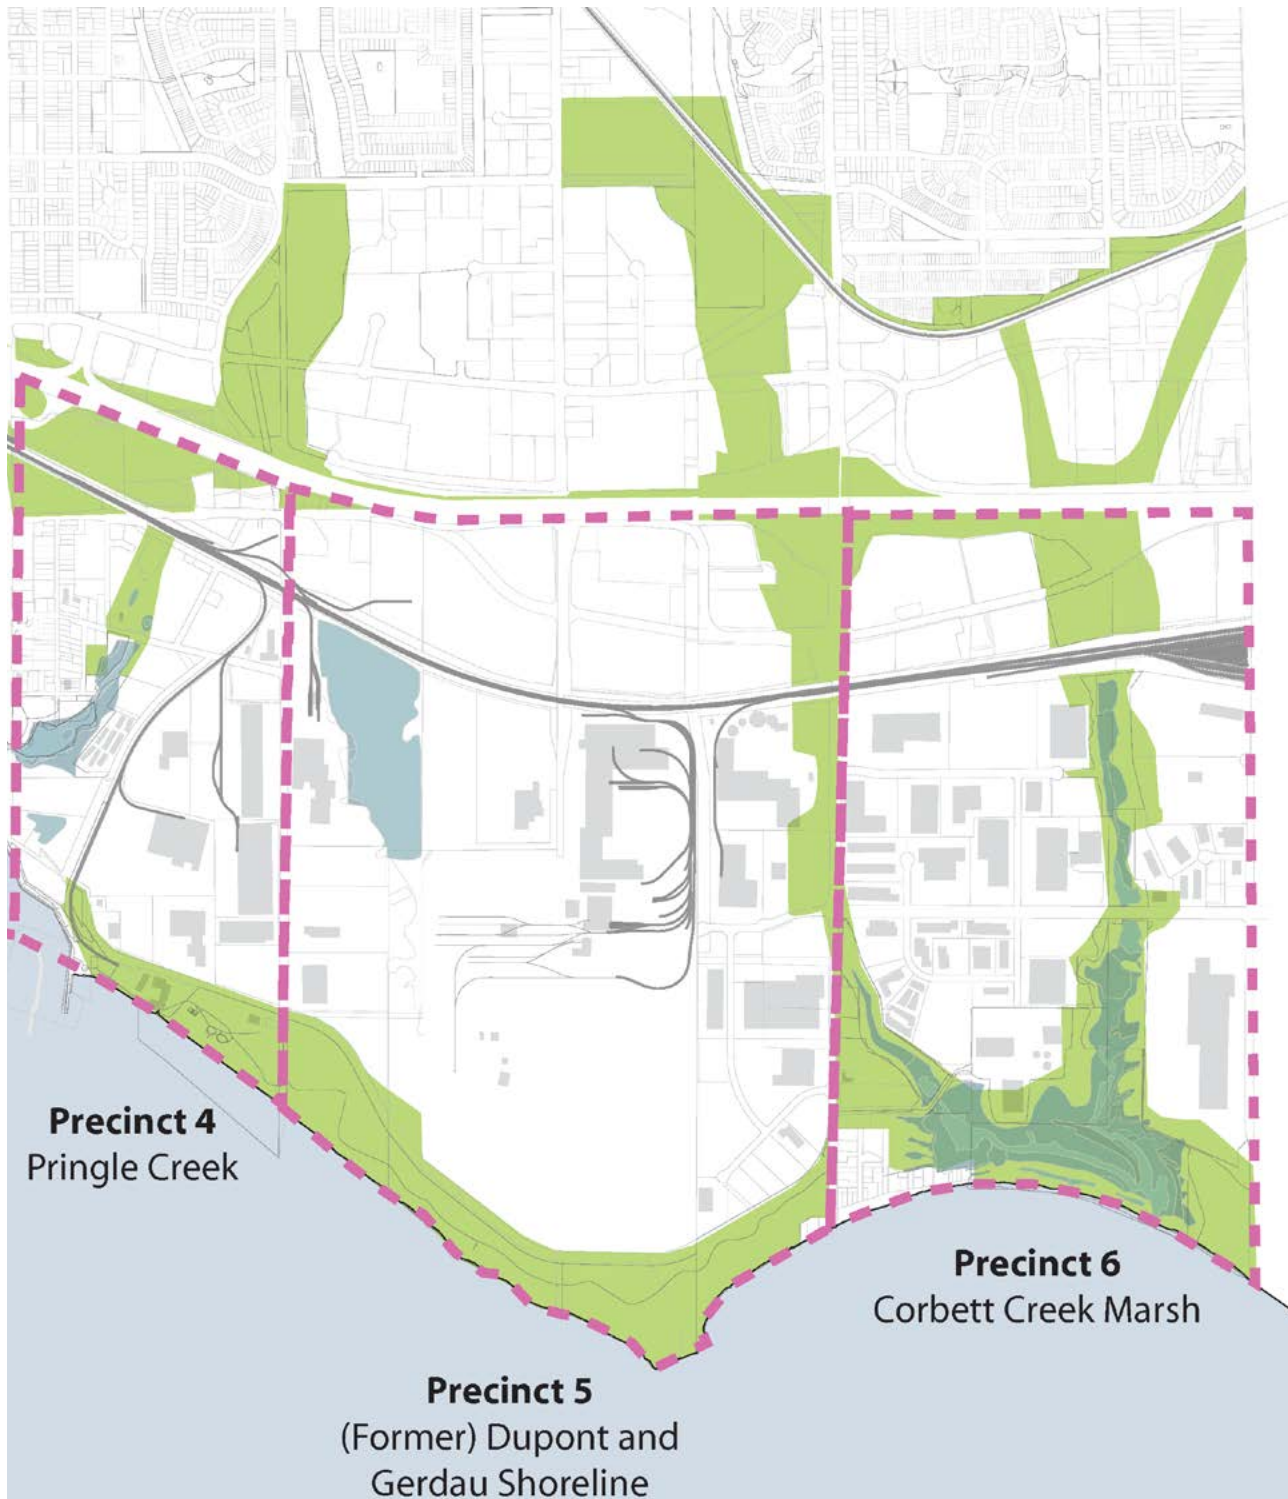 Precinct 4
Pringle Creek
Precinct 6
Corbett Creek Marsh
Precinct 5
(Former) Dupont and
Gerdau Shoreline